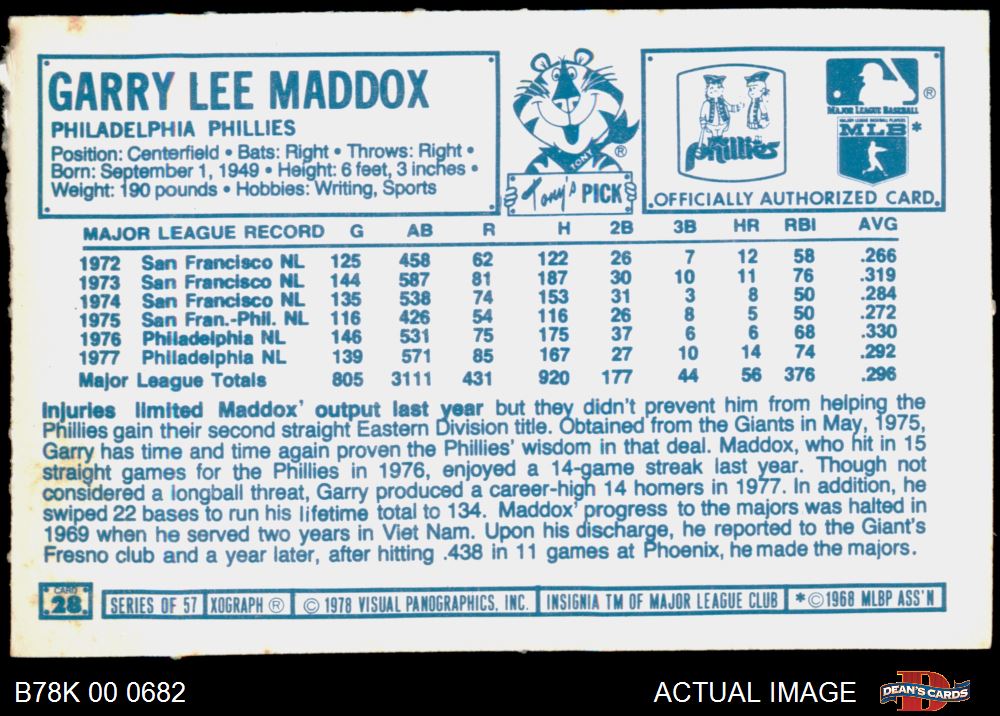 GARRY LEE MADDOX
PHILADELPHIA PHILLIES
Position: Centerfield • Bats: Right • Throws: Right •
Born: September 1, 1949 • Height: 6 feet, 3 inches •
Weight: 190 pounds • Hobbies: Writing, Sports
TONY
®
Tony's PICK
Phillies
®
MAJOR LEAGUE BASEBALL
MAJOR LEAGUE BASEBALL PLAYERS
MLB*
OFFICIALLY AUTHORIZED CARD.
MAJOR LEAGUE RECORD G AB R H 2B 3B HR RBI AVG
1972 San Francisco NL 125 458 62 122 26 7 12 58 .266
1973 San Francisco NL 144 587 81 187 30 10 11 76 .319
1974 San Francisco NL 135 538 74 153 31 3 8 50 .284
1975 San Fran.-Phil. NL 116 426 54 116 26 8 5 50 .272
1976 Philadelphia NL 146 531 75 175 37 6 6 68 .330
1977 Philadelphia NL 139 571 85 167 27 10 14 74 .292
Major League Totals 805 3111 431 920 177 44 56 376 .296
Injuries limited Maddox' output last year but they didn't prevent him from helping the
Phillies gain their second straight Eastern Division title. Obtained from the Giants in May, 1975,
Garry has time and time again proven the Phillies' wisdom in that deal. Maddox, who hit in 15
straight games for the Phillies in 1976, enjoyed a 14-game streak last year. Though not
considered a longball threat, Garry produced a career-high 14 homers in 1977. In addition, he
swiped 22 bases to run his lifetime total to 134. Maddox' progress to the majors was halted in
1969 when he served two years in Viet Nam. Upon his discharge, he reported to the Giant's
Fresno club and a year later, after hitting .438 in 11 games at Phoenix, he made the majors.
CARD
28. SERIES OF 57 XOGRAPH ® © 1978 VISUAL PANOGRAPHICS, INC. INSIGNIA TM OF MAJOR LEAGUE CLUB *©1968 MLBP ASS'N
B78K 00 0682 ACTUAL IMAGE DEAN'S CARDS